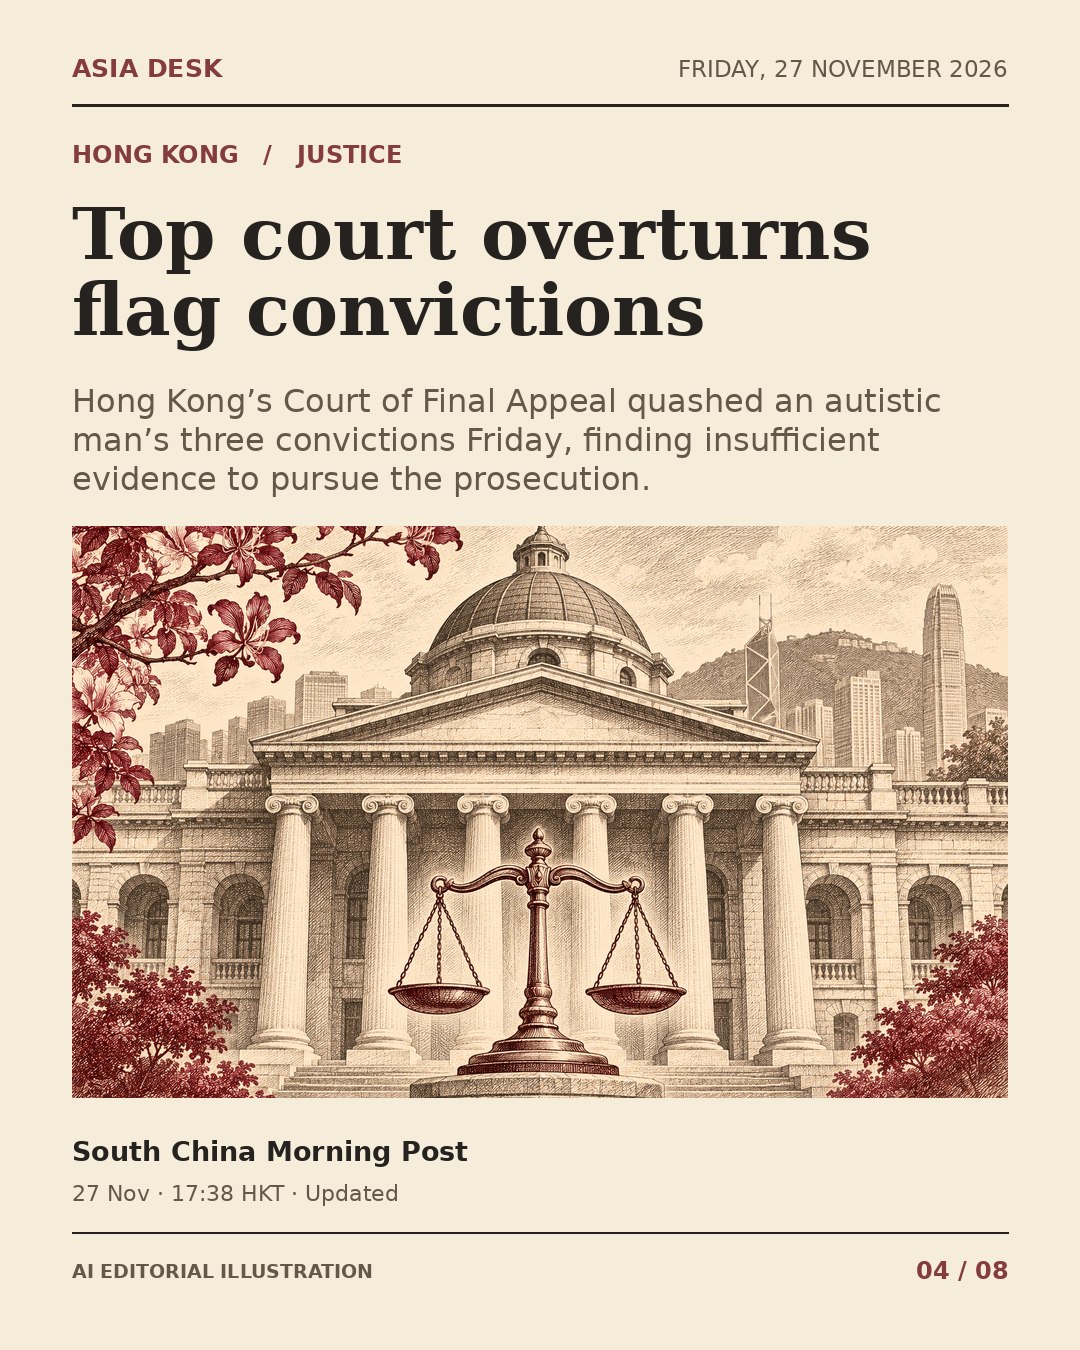 ASIA DESK
FRIDAY, 27 NOVEMBER 2026
HONG KONG / JUSTICE
Top court overturns
flag convictions
Hong Kong’s Court of Final Appeal quashed an autistic
man’s three convictions Friday, finding insufficient
evidence to pursue the prosecution.
South China Morning Post
27 Nov · 17:38 HKT · Updated
AI EDITORIAL ILLUSTRATION
04 / 08